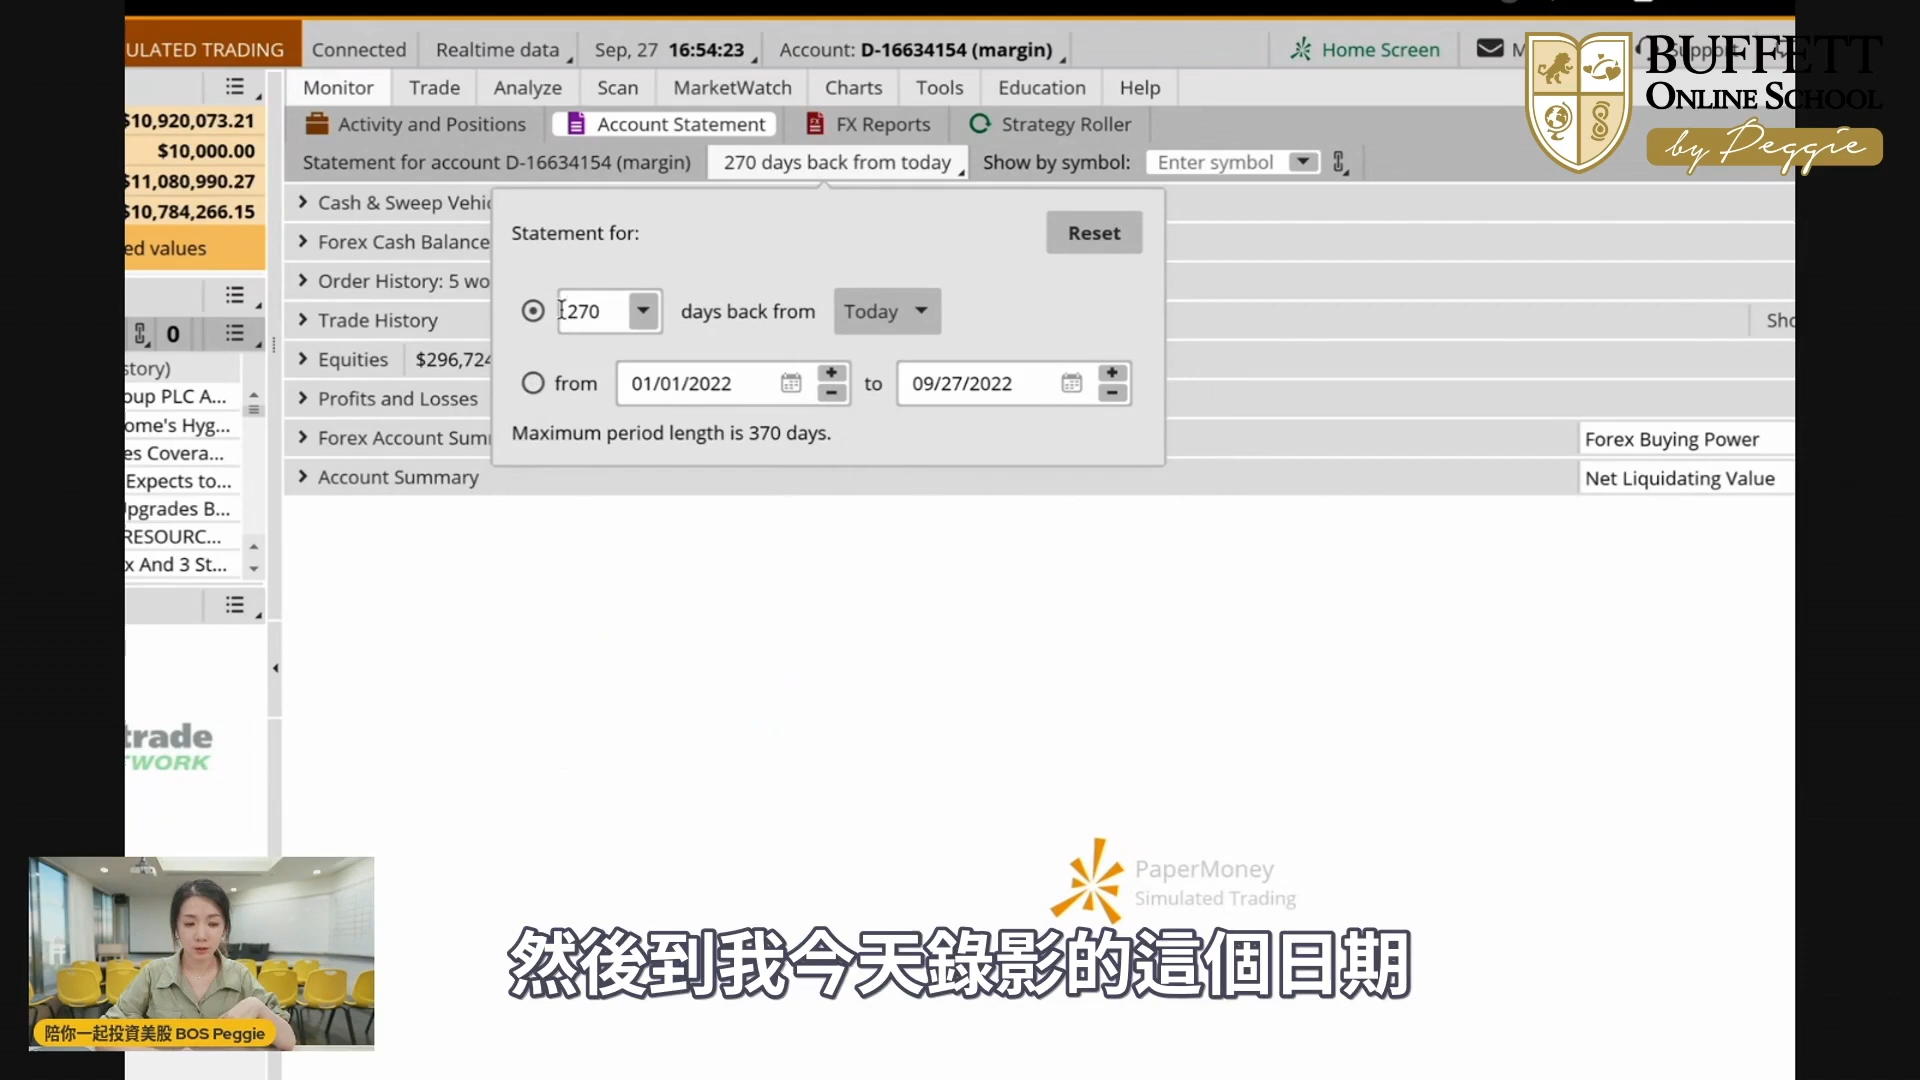 ULATED TRADING Connected Realtime data Sep, 27 16:54:23 Account: D-16634154 (margin) Home Screen M Support
BUFFETT
ONLINE SCHOOL
by Peggie
Monitor Trade Analyze Scan MarketWatch Charts Tools Education Help
$10,920,073.21
Activity and Positions Account Statement FX Reports Strategy Roller
$10,000.00
Statement for account D-16634154 (margin) 270 days back from today Show by symbol: Enter symbol
$11,080,990.27
$10,784,266.15
ed values
Cash & Sweep Vehic
Forex Cash Balance
Order History: 5 wo
Trade History Sho
Equities $296,724
Profits and Losses
Forex Account Sum Forex Buying Power
Account Summary Net Liquidating Value
Statement for: Reset
270 days back from Today
from 01/01/2022 to 09/27/2022
Maximum period length is 370 days.
0
story)
oup PLC A...
ome's Hyg...
es Covera...
Expects to...
Upgrades B...
RESOURC...
x And 3 St...
trade
TWORK
PaperMoney
Simulated Trading
然後到我今天錄影的這個日期
陪你一起投資美股 BOS Peggie